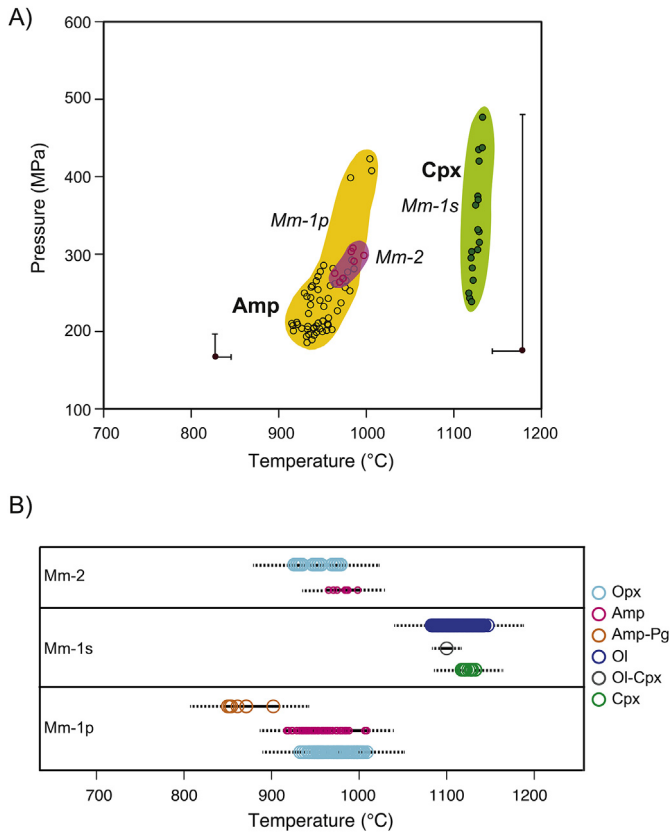 A)
600
500
400
300
200
100
Pressure (MPa)
Cpx
Mm-1s
Mm-1p
Mm-2
Amp
700
800
900
1000
1100
1200
Temperature (°C)
B)
Mm-2
Mm-1s
Mm-1p
Opx
Amp
Amp-Pg
Ol
Ol-Cpx
Cpx
700
800
900
1000
1100
1200
Temperature (°C)